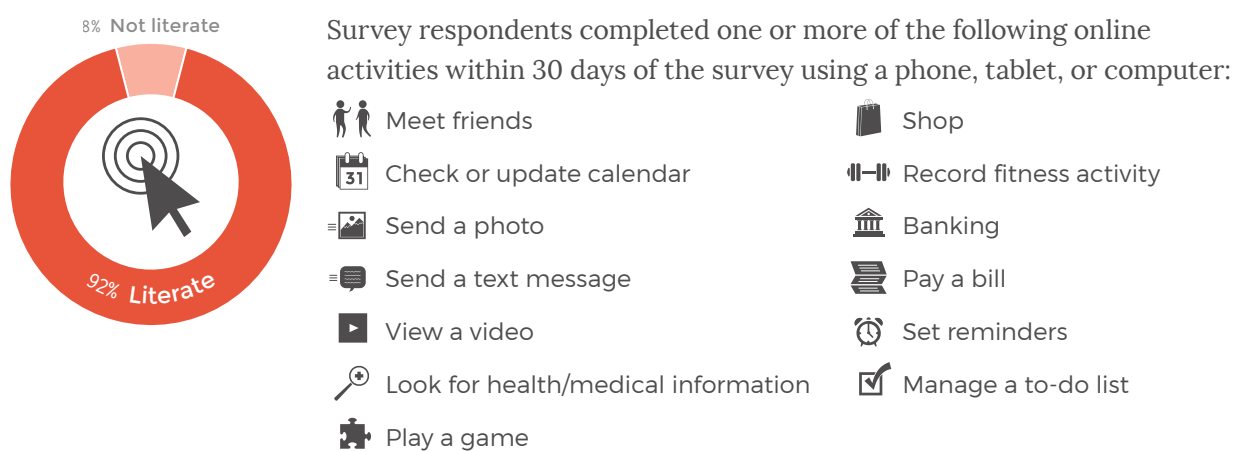 8% Not literate
92% Literate
Survey respondents completed one or more of the following online
activities within 30 days of the survey using a phone, tablet, or computer:
Meet friends
31
Check or update calendar
Send a photo
Send a text message
View a video
Look for health/medical information
Play a game
Shop
Record fitness activity
Banking
Pay a bill
Set reminders
Manage a to-do list